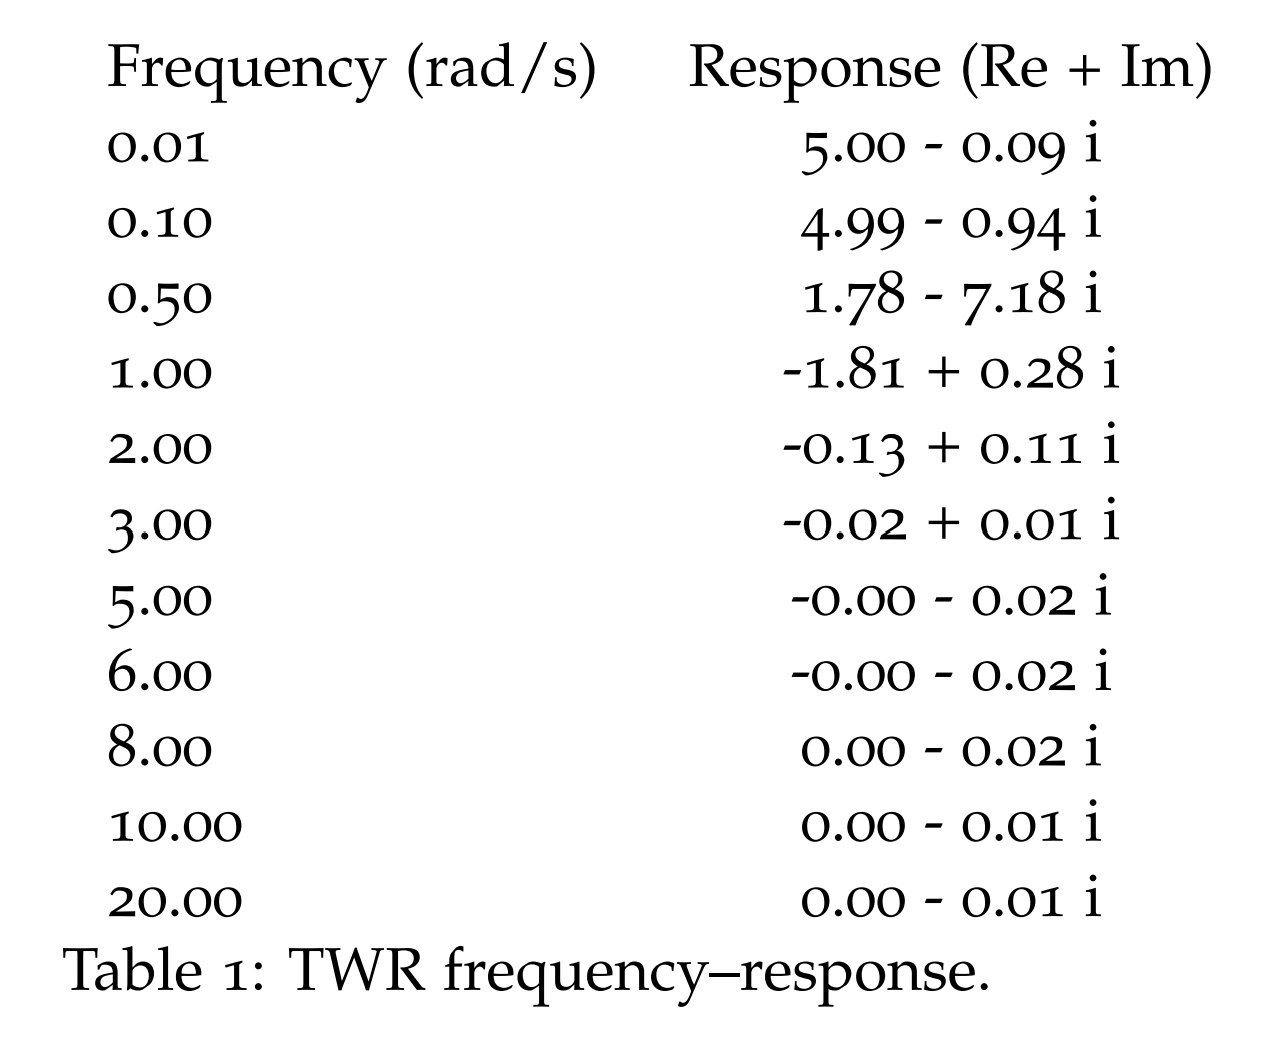 Frequency (rad/s) Response (Re + Im)
0.01 5.00 - 0.09 i
0.10 4.99 - 0.94 i
0.50 1.78 - 7.18 i
1.00 -1.81 + 0.28 i
2.00 -0.13 + 0.11 i
3.00 -0.02 + 0.01 i
5.00 -0.00 - 0.02 i
6.00 -0.00 - 0.02 i
8.00 0.00 - 0.02 i
10.00 0.00 - 0.01 i
20.00 0.00 - 0.01 i
Table 1: TWR frequency–response.